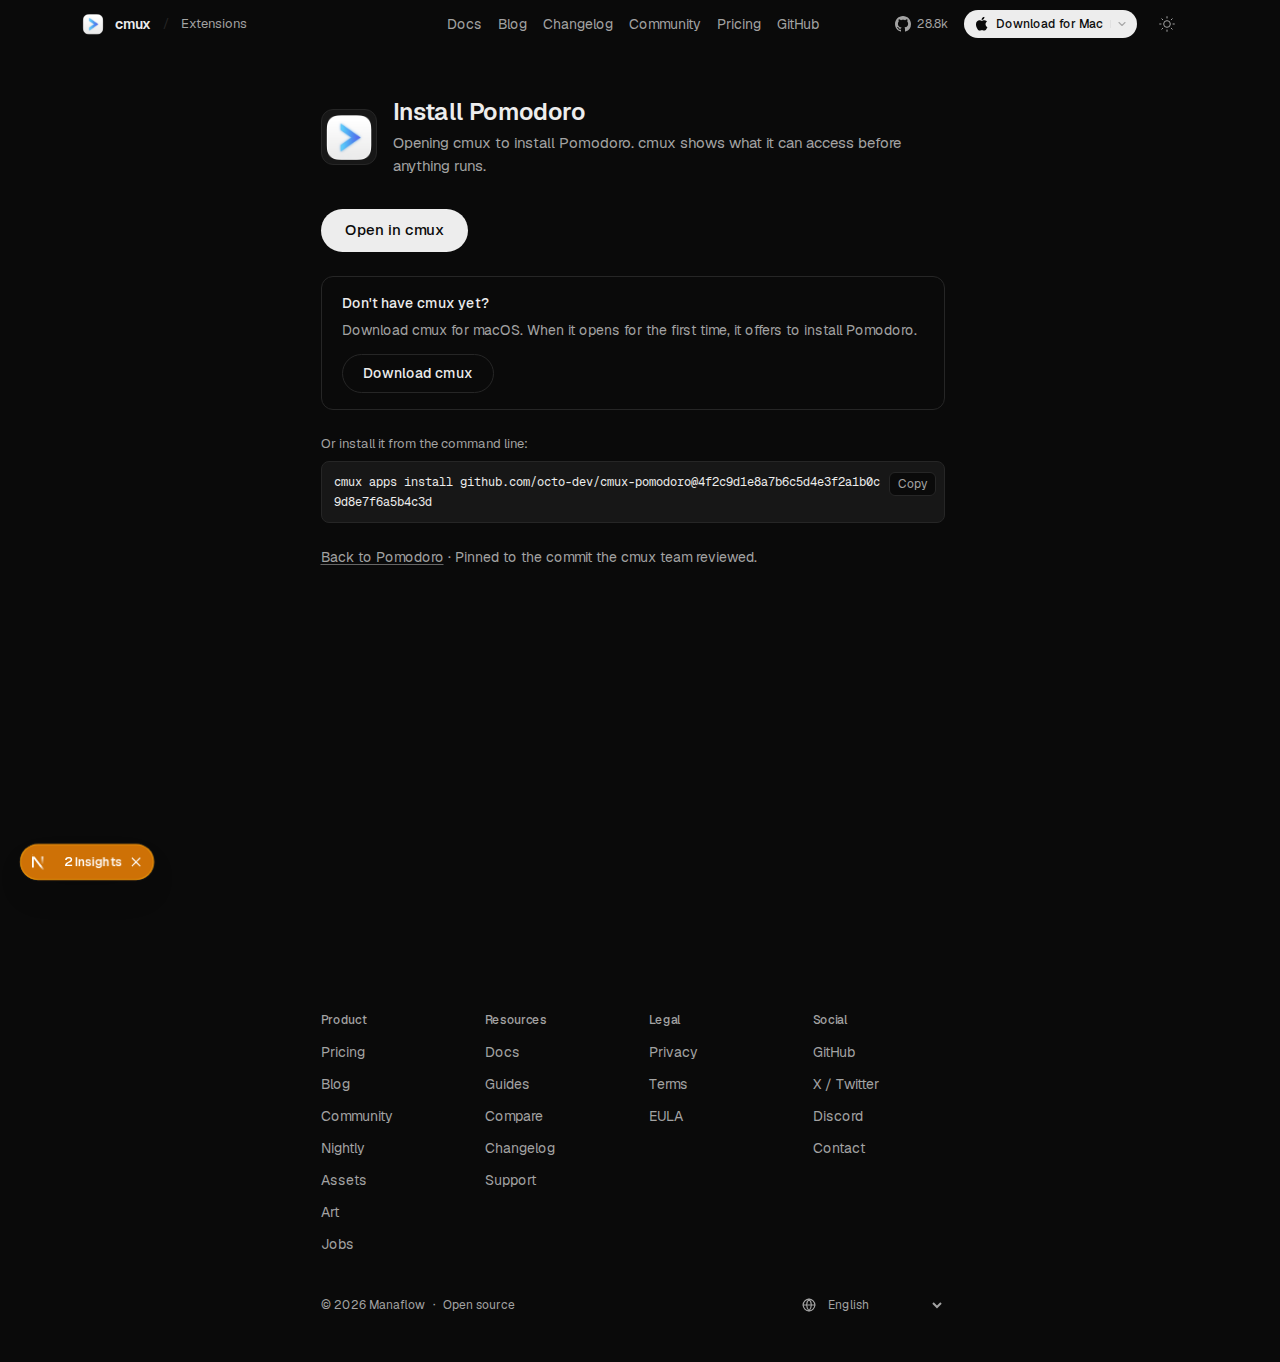 cmux / Extensions
Docs Blog Changelog Community Pricing GitHub
28.8k
Download for Mac
Install Pomodoro
Opening cmux to install Pomodoro. cmux shows what it can access before
anything runs.
Open in cmux
Don't have cmux yet?
Download cmux for macOS. When it opens for the first time, it offers to install Pomodoro.
Download cmux
Or install it from the command line:
cmux apps install github.com/octo-dev/cmux-pomodoro@4f2c9d1e8a7b6c5d4e3f2a1b0c
9d8e7f6a5b4c3d
Copy
Back to Pomodoro · Pinned to the commit the cmux team reviewed.
2 Insights
Product
Pricing
Blog
Community
Nightly
Assets
Art
Jobs
Resources
Docs
Guides
Compare
Changelog
Support
Legal
Privacy
Terms
EULA
Social
GitHub
X / Twitter
Discord
Contact
© 2026 Manaflow · Open source
English